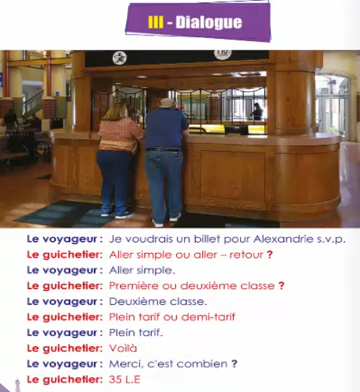 III - Dialogue
Le voyageur : Je voudrais un billet pour Alexandrie s.v.p.
Le guichetier: Aller simple ou aller – retour ?
Le voyageur : Aller simple.
Le guichetier: Première ou deuxième classe ?
Le voyageur : Deuxième classe.
Le guichetier: Plein tarif ou demi-tarif
Le voyageur : Plein tarif.
Le guichetier: Voilà
Le voyageur : Merci, c'est combien ?
Le guichetier: 35 L.E